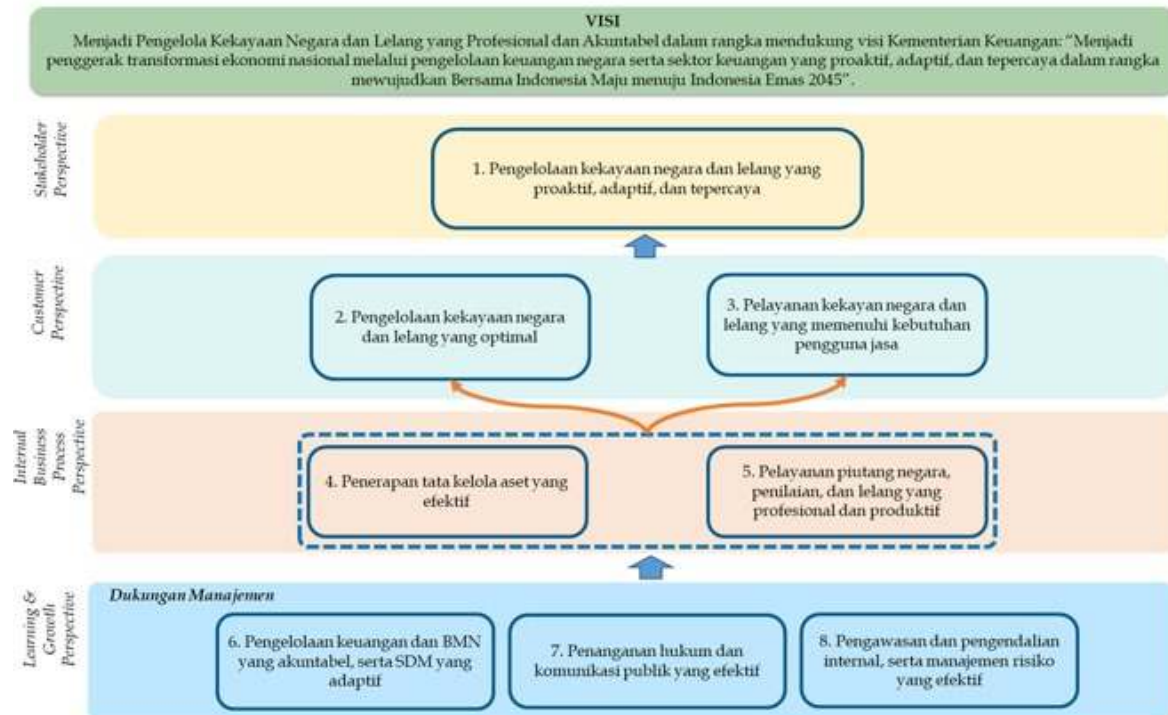 VISI
Menjadi Pengelola Kekayaan Negara dan Lelang yang Profesional dan Akuntabel dalam rangka mendukung visi Kementerian Keuangan: “Menjadi
penggerak transformasi ekonomi nasional melalui pengelolaan keuangan negara serta sektor keuangan yang proaktif, adaptif, dan tepercaya dalam rangka
mewujudkan Bersama Indonesia Maju menuju Indonesia Emas 2045”.
Stakeholder
Perspective
1. Pengelolaan kekayaan negara dan lelang yang
proaktif, adaptif, dan tepercaya
Customer
Perspective
2. Pengelolaan kekayaan negara
dan lelang yang optimal
3. Pelayanan kekayan negara dan
lelang yang memenuhi kebutuhan
pengguna jasa
Internal
Business
Process
Perspective
4. Penerapan tata kelola aset yang
efektif
5. Pelayanan piutang negara,
penilaian, dan lelang yang
profesional dan produktif
Learning &
Growth
Perspective
Dukungan Manajemen
6. Pengelolaan keuangan dan BMN
yang akuntabel, serta SDM yang
adaptif
7. Penanganan hukum dan
komunikasi publik yang efektif
8. Pengawasan dan pengendalian
internal, serta manajemen risiko
yang efektif